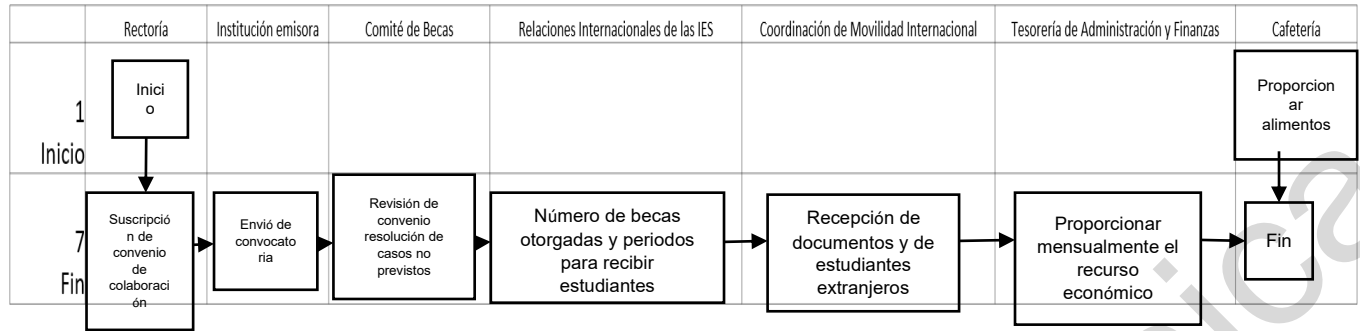 Rectoría
Institución emisora
Comité de Becas
Relaciones Internacionales de las IES
Coordinación de Movilidad Internacional
Tesorería de Administración y Finanzas
Cafetería
1
Inicio
Inici
o
Proporcion
ar
alimentos
7
Fin
Suscripció
n de
convenio
de
colaboraci
ón
Envió de
convocato
ria
Revisión de
convenio
resolución de
casos no
previstos
Número de becas
otorgadas y periodos
para recibir
estudiantes
Recepción de
documentos y de
estudiantes
extranjeros
Proporcionar
mensualmente el
recurso
económico
Fin